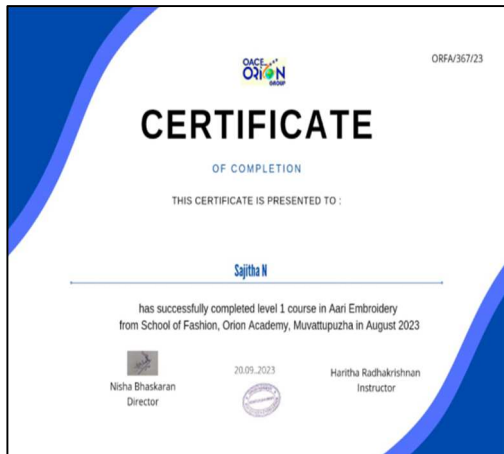 ORFA/367/23
OACE
ORION
GROUP
CERTIFICATE
OF COMPLETION
THIS CERTIFICATE IS PRESENTED TO :
Sajitha N
has successfully completed level 1 course in Aari Embroidery
from School of Fashion, Orion Academy, Muvattupuzha in August 2023
20.09..2023
Nisha Bhaskaran
Director
Haritha Radhakrishnan
Instructor